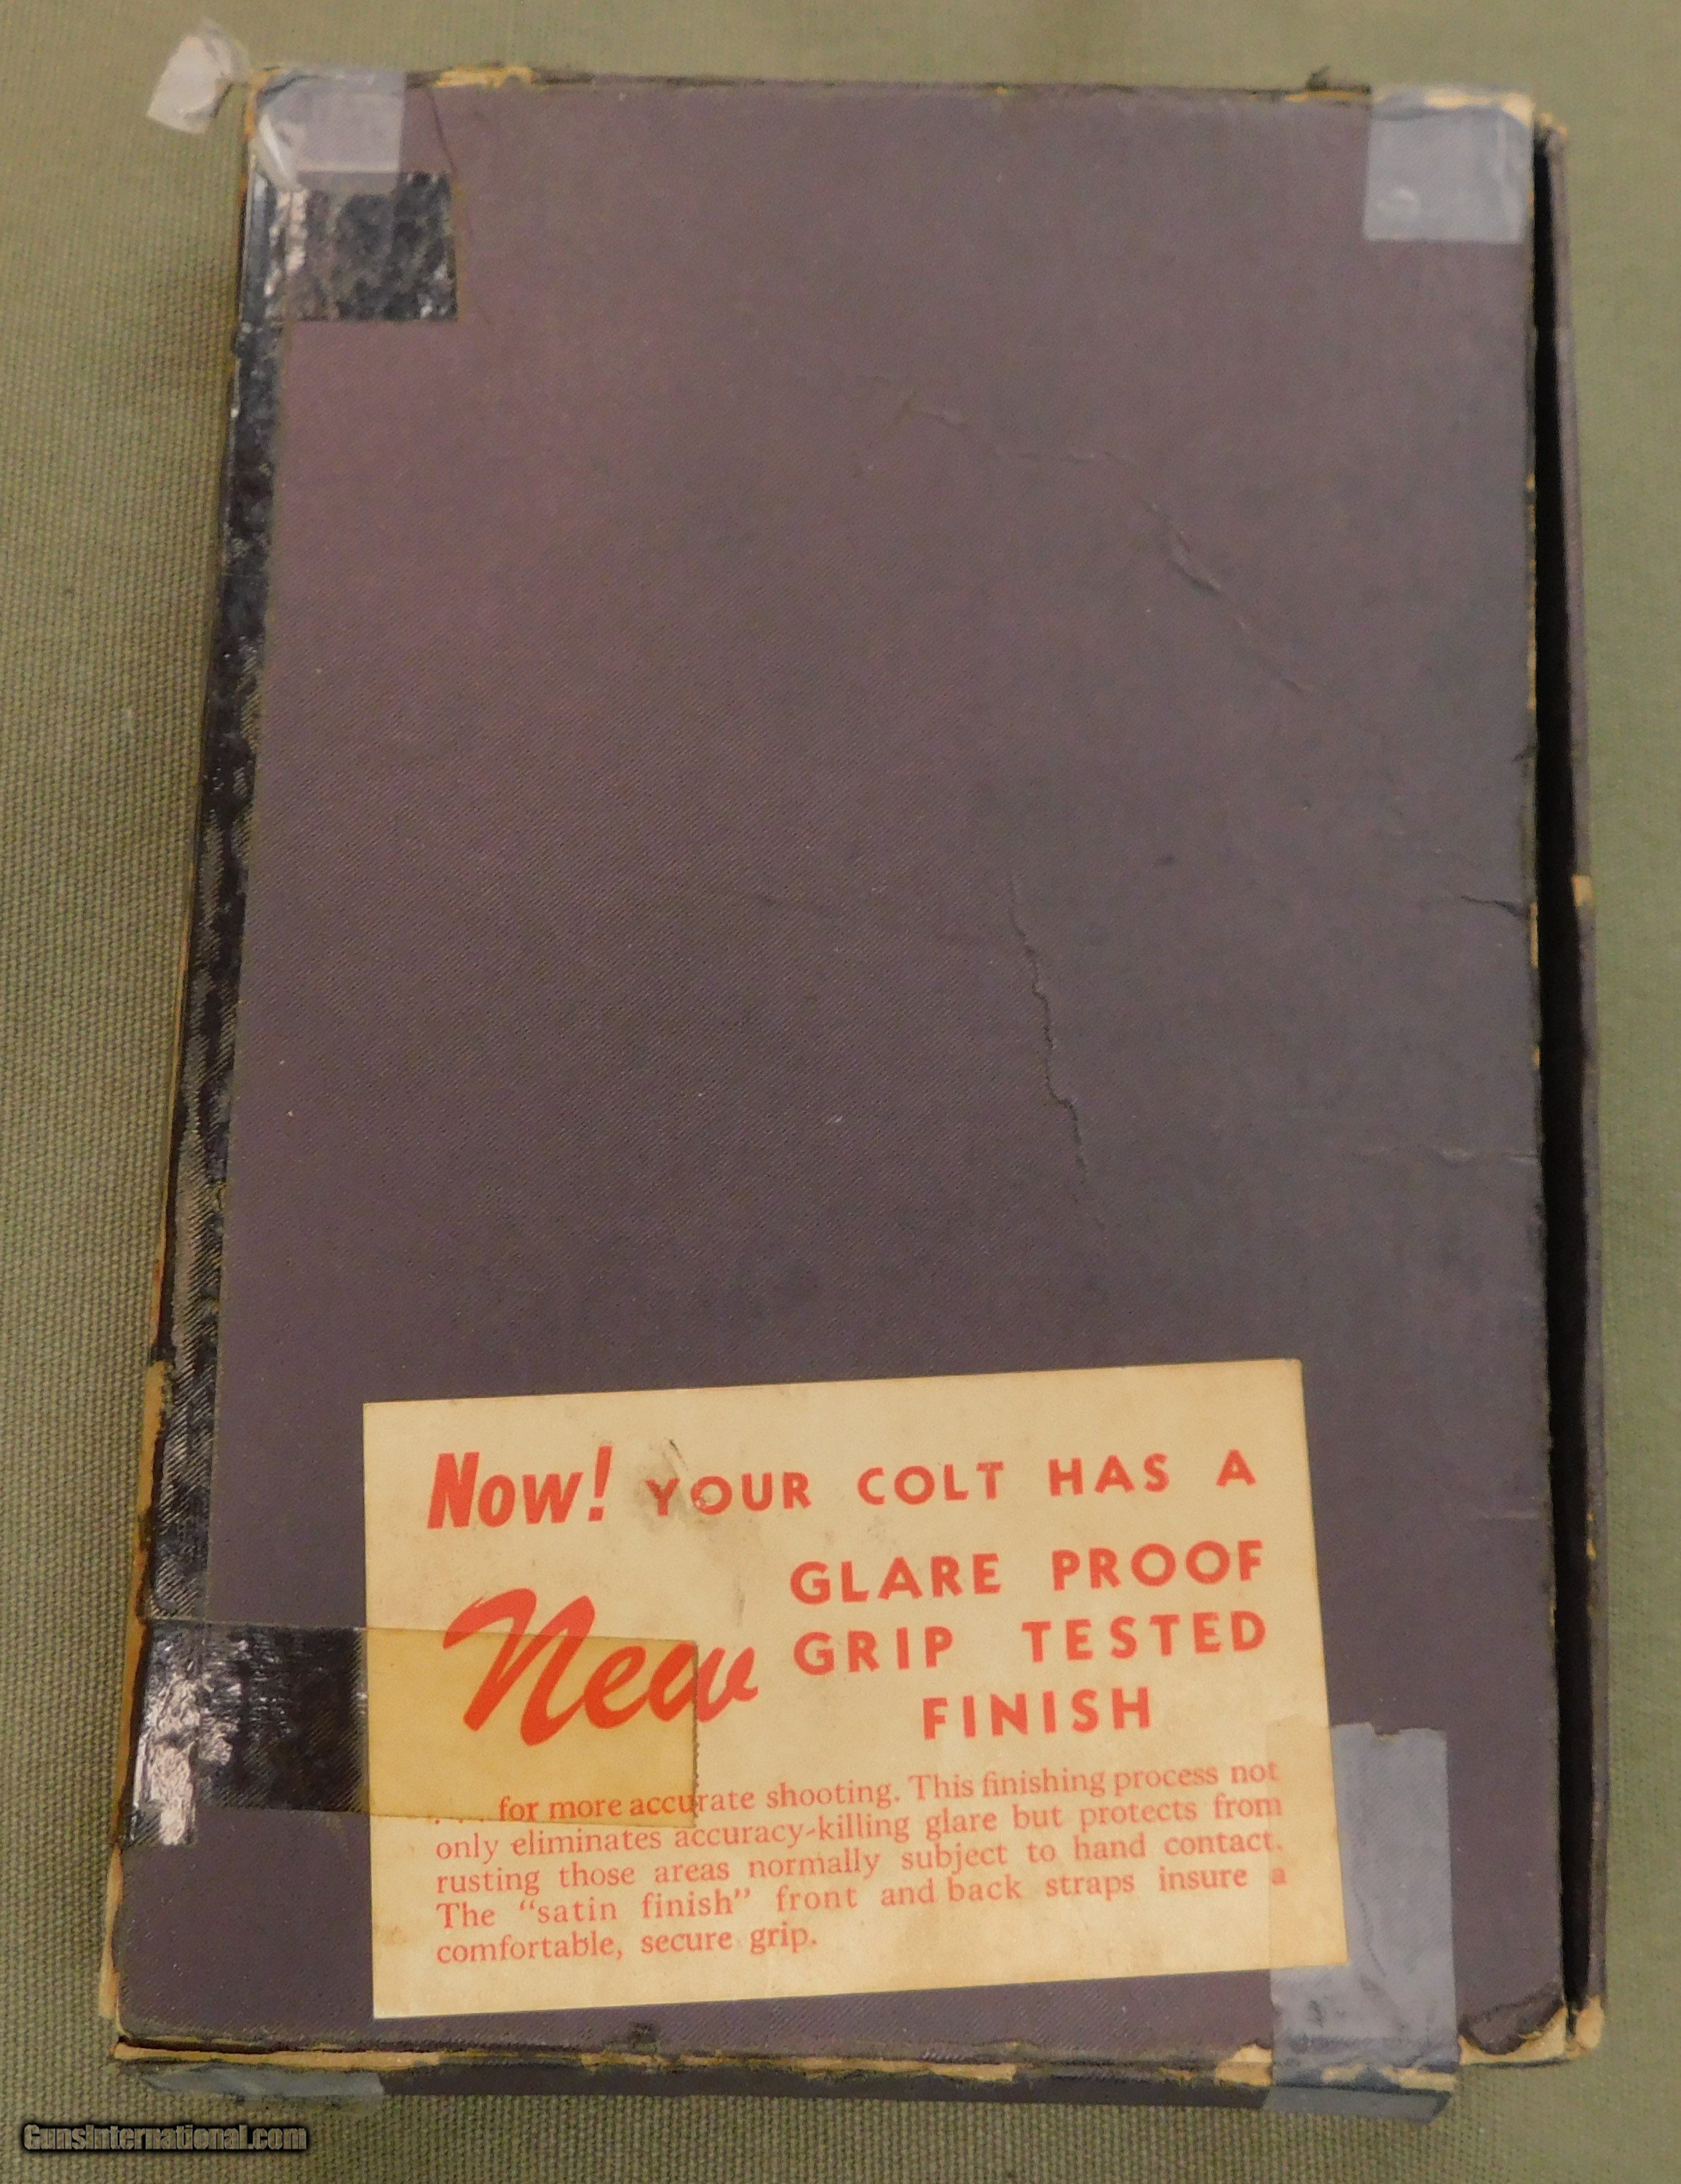 Now! YOUR COLT HAS A
New GLARE PROOF
GRIP TESTED
FINISH
. . . for more accurate shooting. This finishing process not
only eliminates accuracy-killing glare but protects from
rusting those areas normally subject to hand contact.
The "satin finish" front and back straps insure a
comfortable, secure grip.
GunsInternational.com